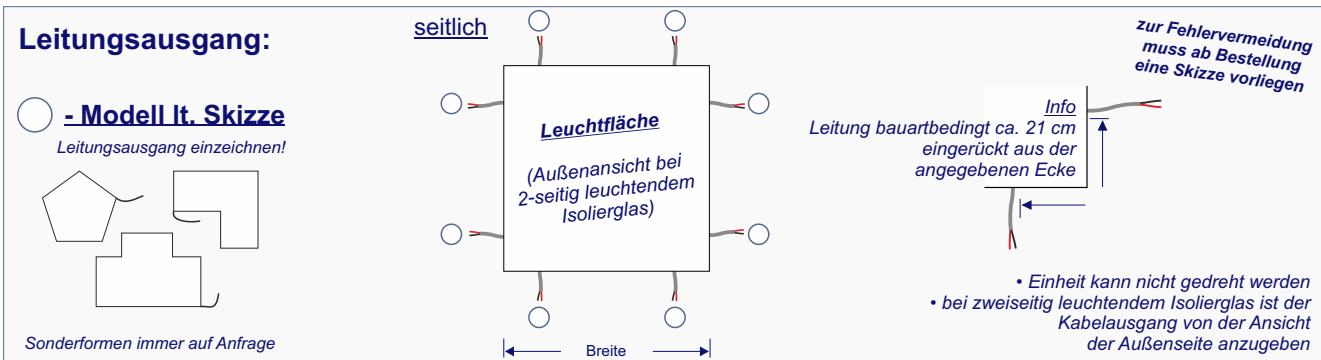 Leitungsausgang:
- Modell lt. Skizze
Leitungsausgang einzeichnen!
Sonderformen immer auf Anfrage
seitlich
Leuchtfläche
(Außenansicht bei
2-seitig leuchtendem
Isolierglas)
Breite
zur Fehlervermeidung
muss ab Bestellung
eine Skizze vorliegen
Info
Leitung bauartbedingt ca. 21 cm
eingerückt aus der
angegebenen Ecke
• Einheit kann nicht gedreht werden
• bei zweiseitig leuchtendem Isolierglas ist der
Kabelausgang von der Ansicht
der Außenseite anzugeben